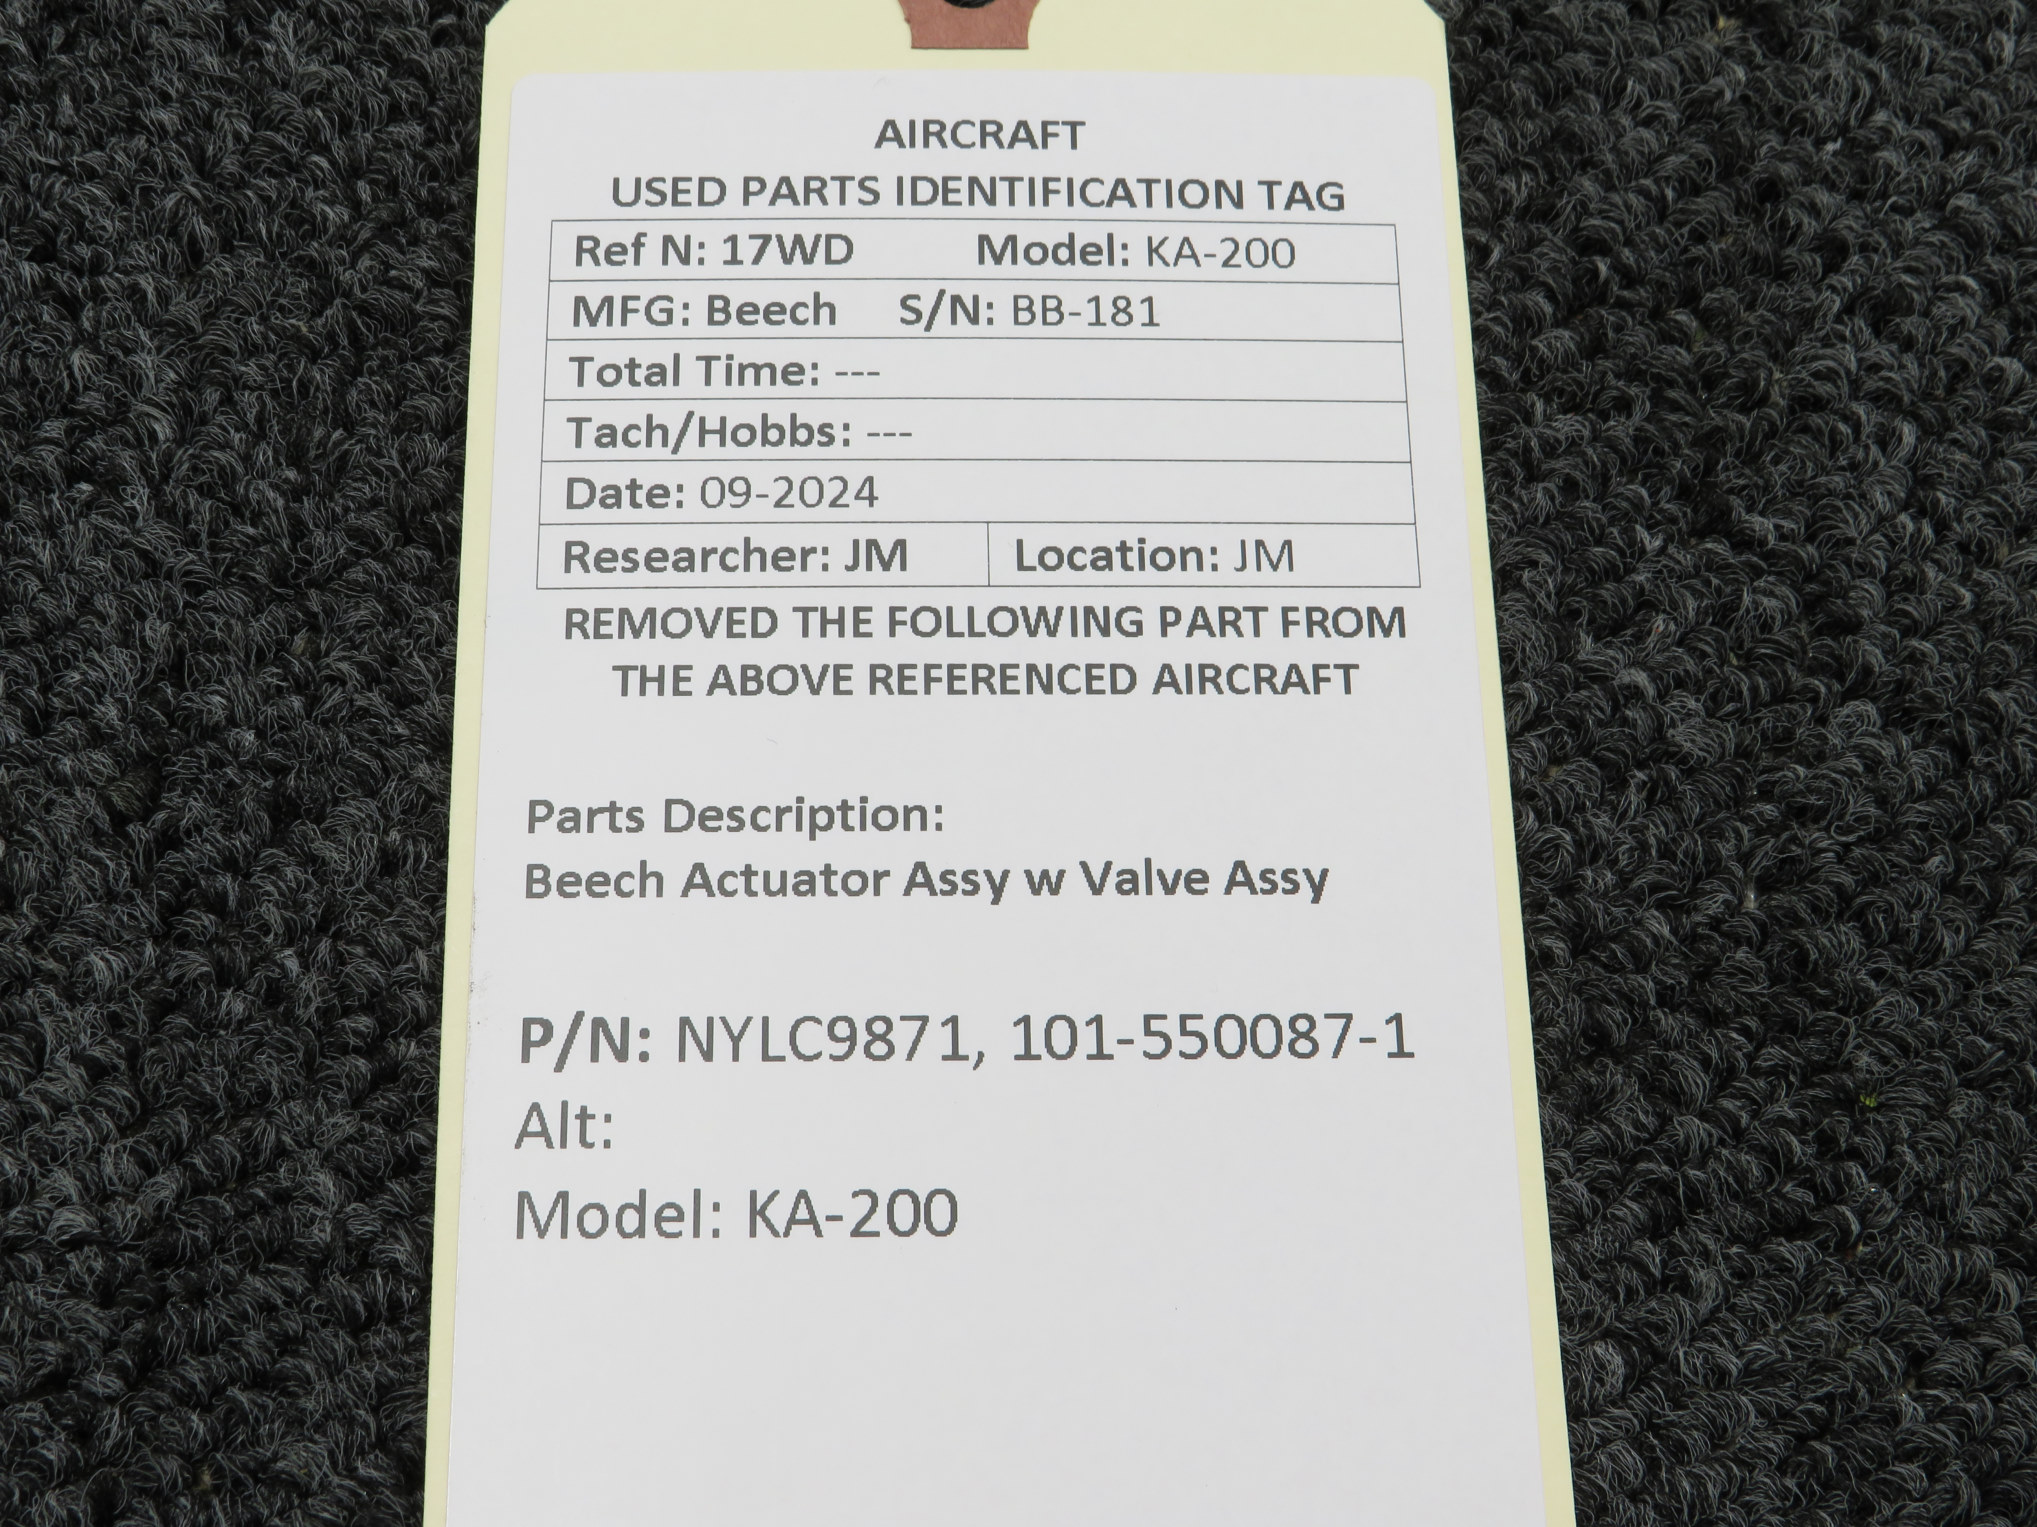 AIRCRAFT
USED PARTS IDENTIFICATION TAG
Ref N: 17WD Model: KA-200
MFG: Beech S/N: BB-181
Total Time: ---
Tach/Hobbs: ---
Date: 09-2024
Researcher: JM Location: JM
REMOVED THE FOLLOWING PART FROM
THE ABOVE REFERENCED AIRCRAFT
Parts Description:
Beech Actuator Assy w Valve Assy
P/N: NYLC9871, 101-550087-1
Alt:
Model: KA-200